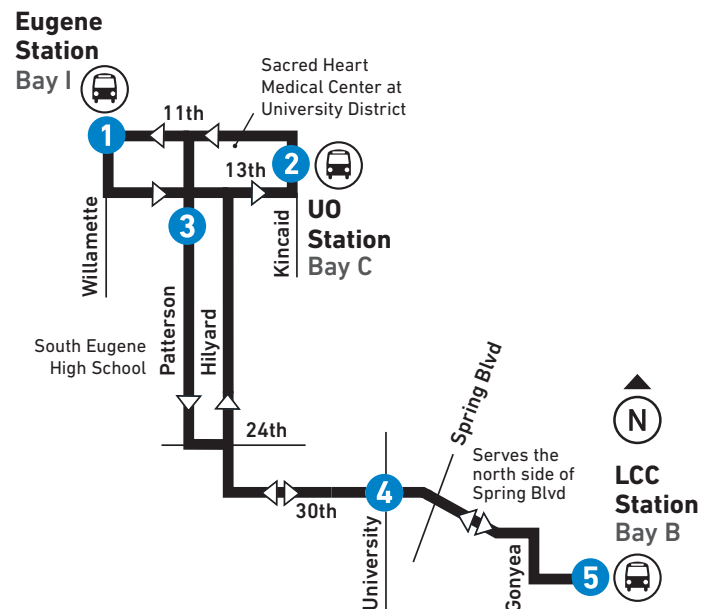 Eugene
Station
Bay I
1
11th
Sacred Heart
Medical Center at
University District
13th
2
UO
Station
Bay C
3
Willamette
Kincaid
Patterson
Hilyard
South Eugene
High School
24th
Spring Blvd
N
Serves the
north side of
Spring Blvd
LCC
Station
Bay B
4
30th
University
Gonyea
5